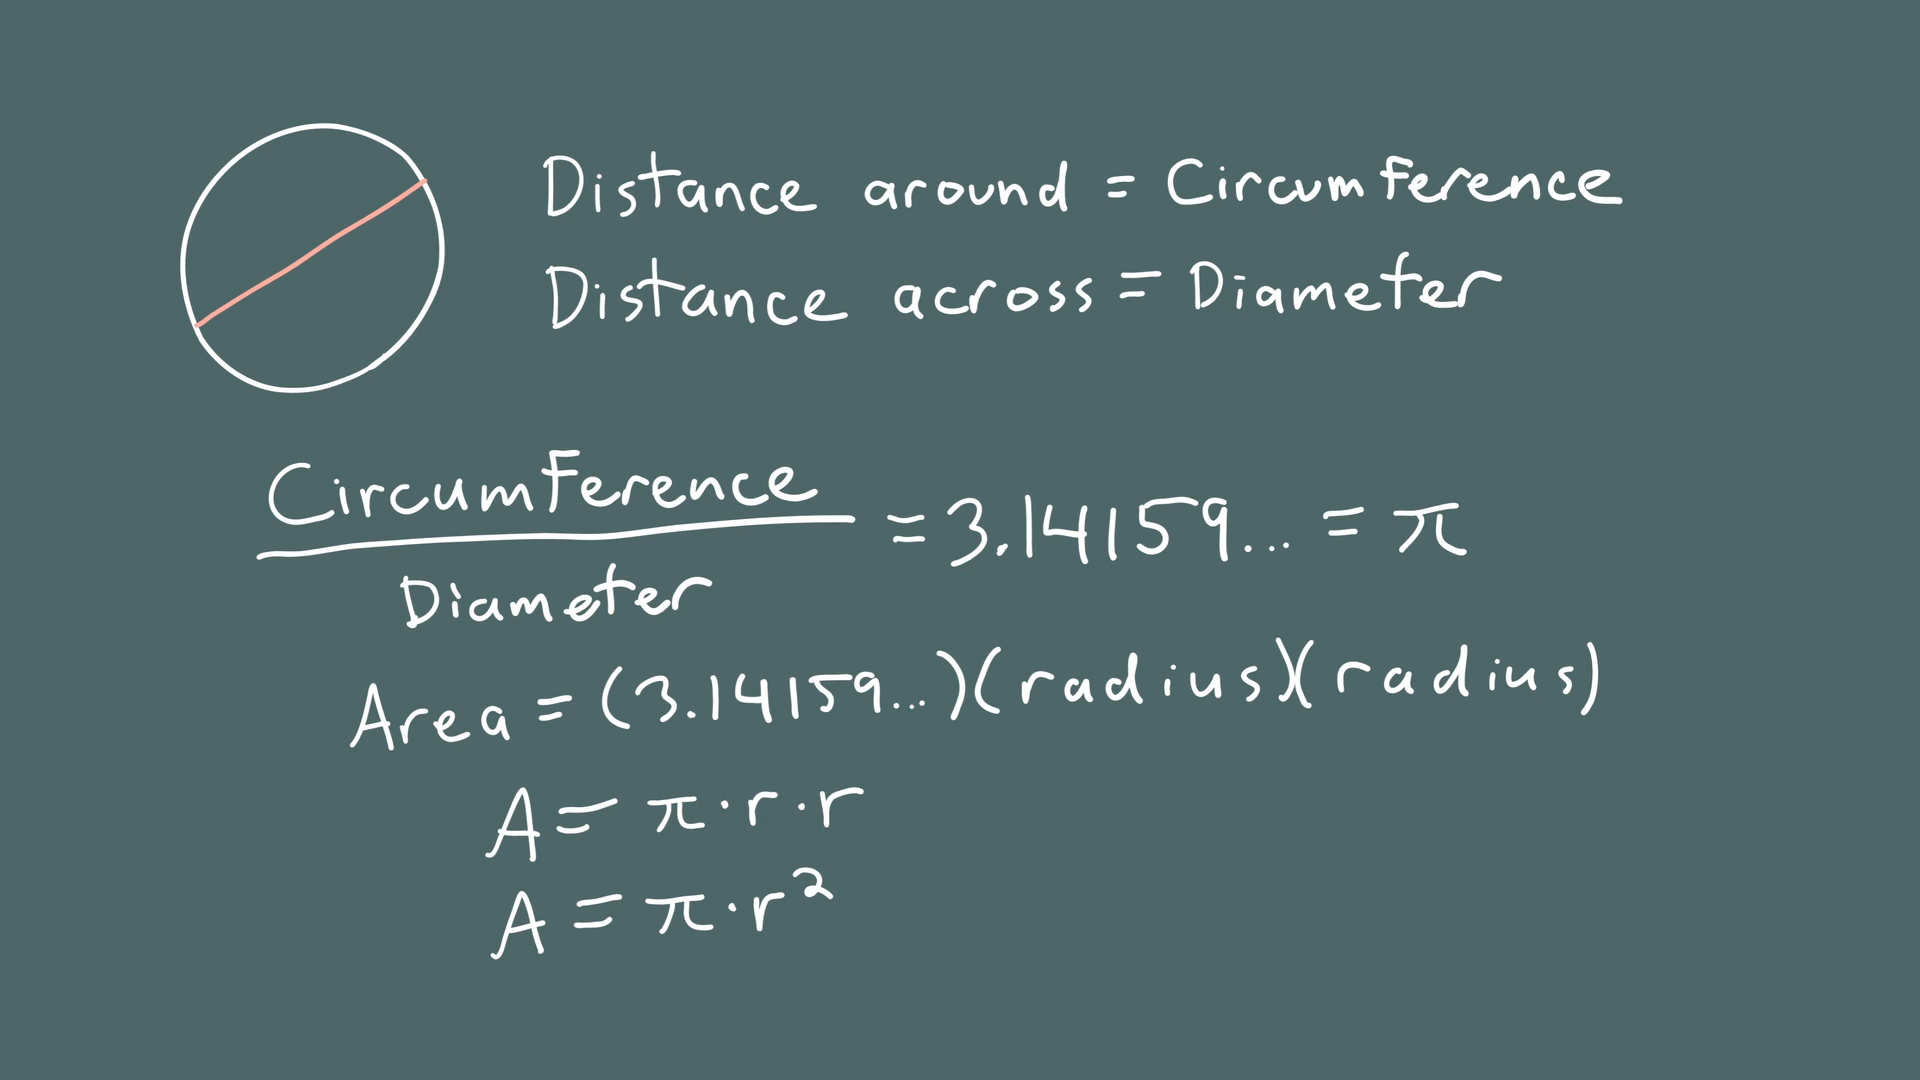 Distance around = Circumference
Distance across = Diameter
Circumference
Diameter
= 3.14159... = π
Area = (3.14159...)(radius)(radius)
A = π · r · r
A = π · r²